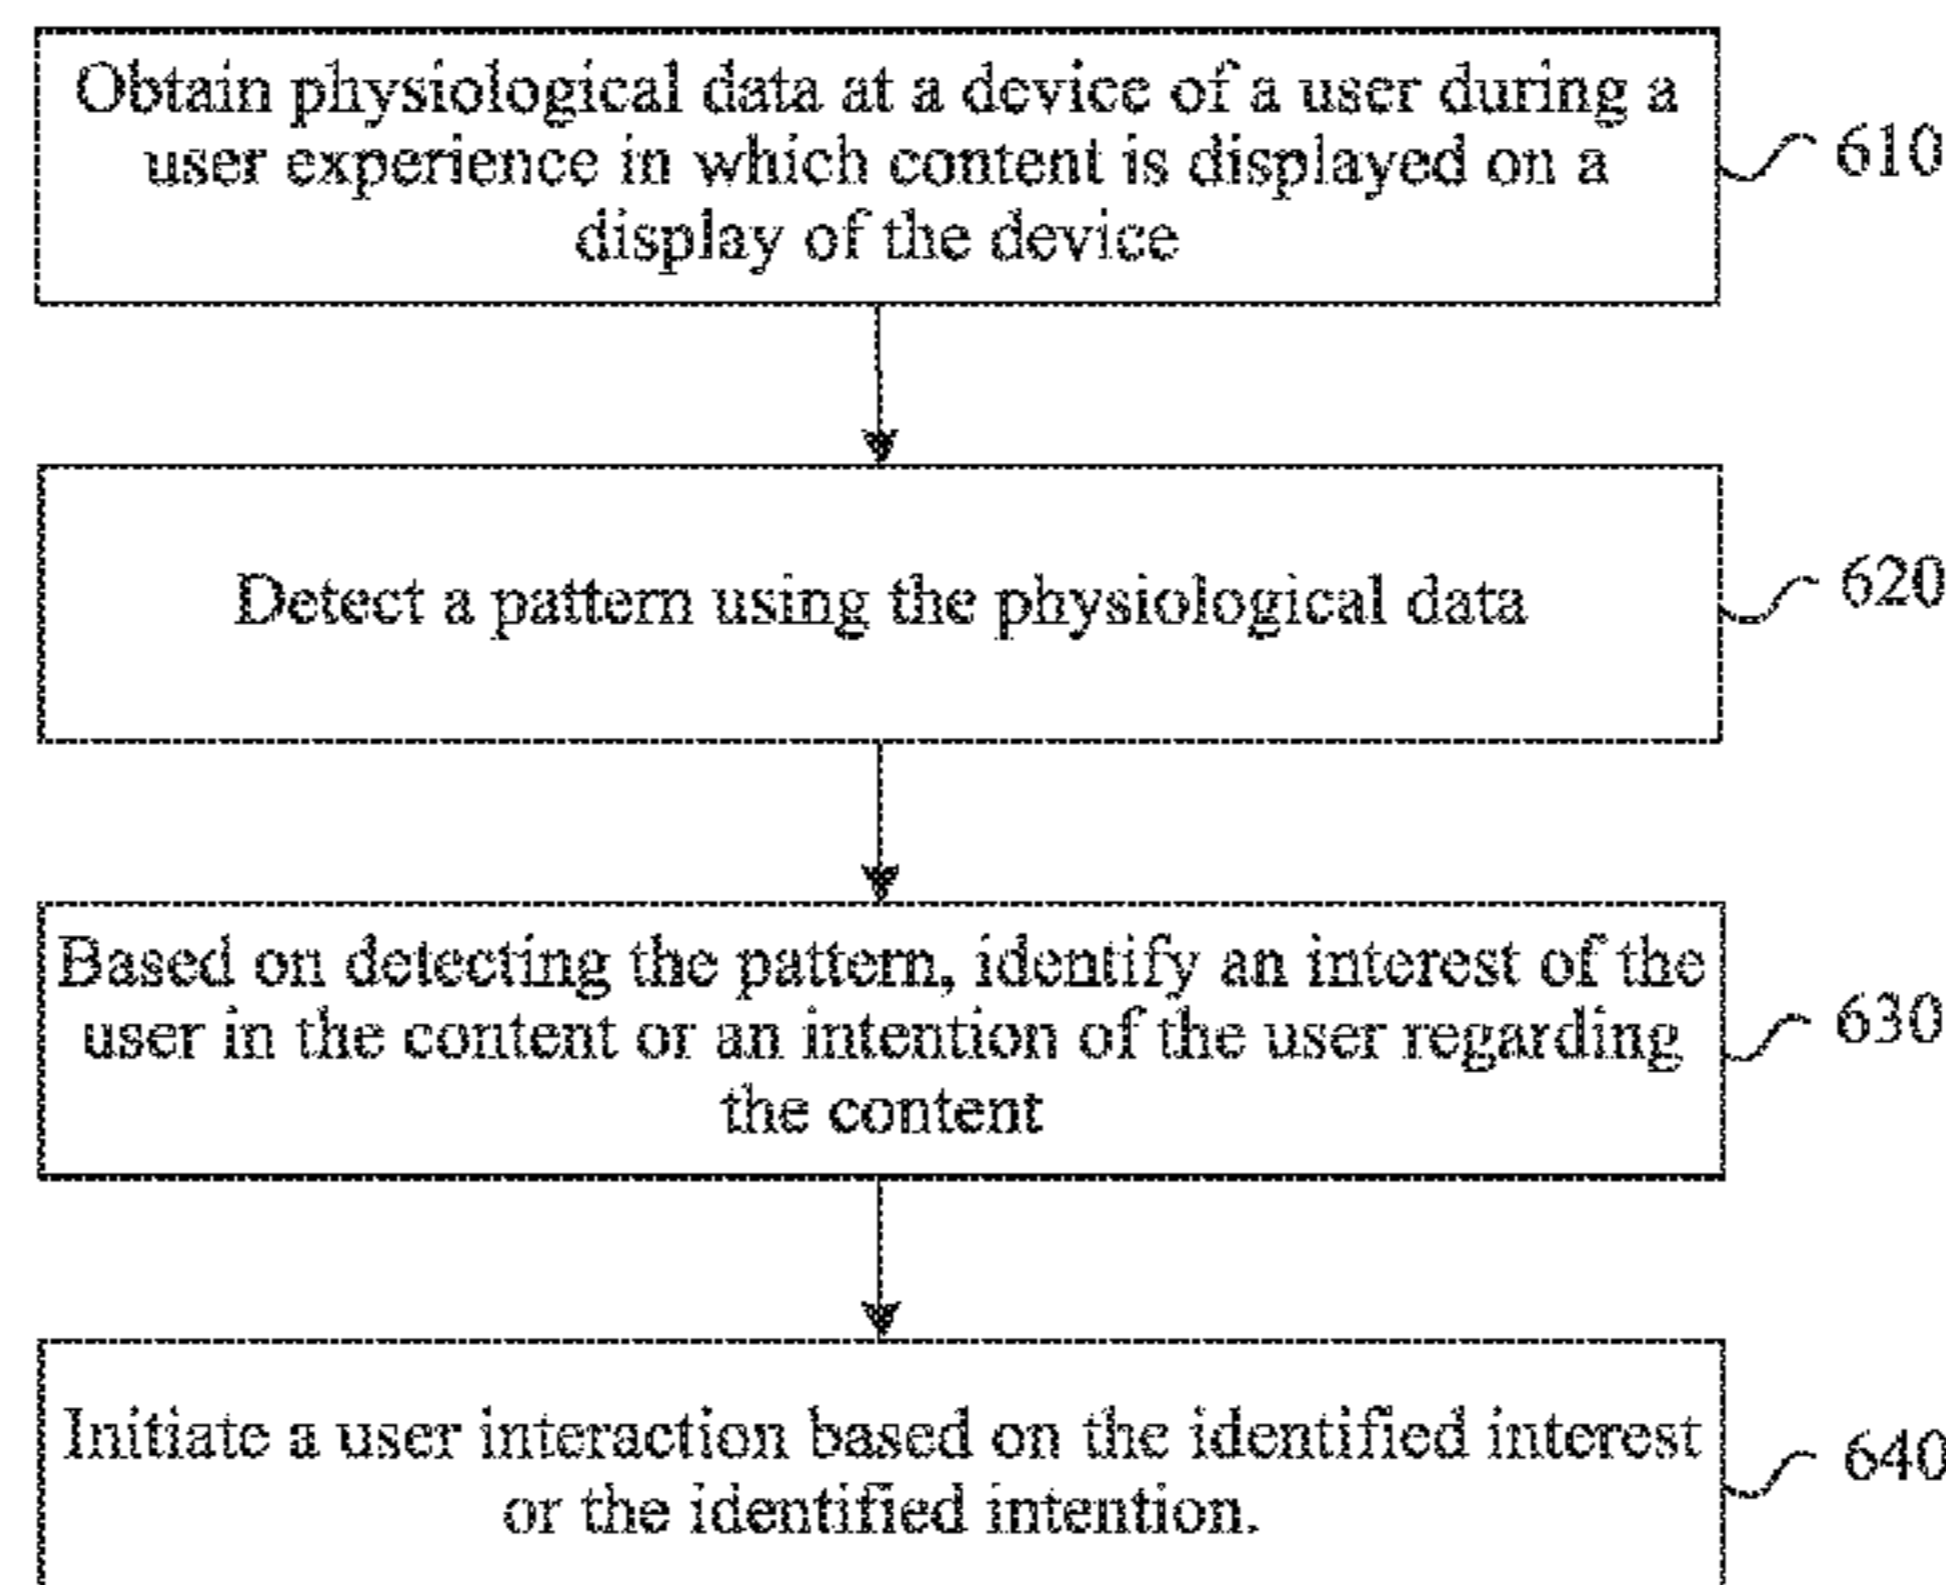 Obtain physiological data at a device of a user during a
user experience in which content is displayed on a
display of the device
610
Detect a pattern using the physiological data
620
Based on detecting the pattern, identify an interest of the
user in the content or an intention of the user regarding
the content
630
Initiate a user interaction based on the identified interest
or the identified intention.
640